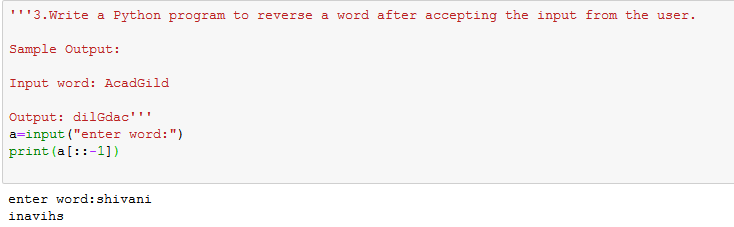 '''3.Write a Python program to reverse a word after accepting the input from the user.
Sample Output:
Input word: AcadGild
Output: dilGdac'''
a=input("enter word:")
print(a[::-1])
enter word:shivani
inavihs